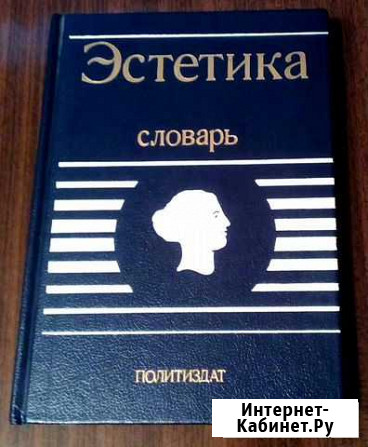 Эстетика
словарь
ПОЛИТИЗДАТ
Интернет-
Кабинет.Ру